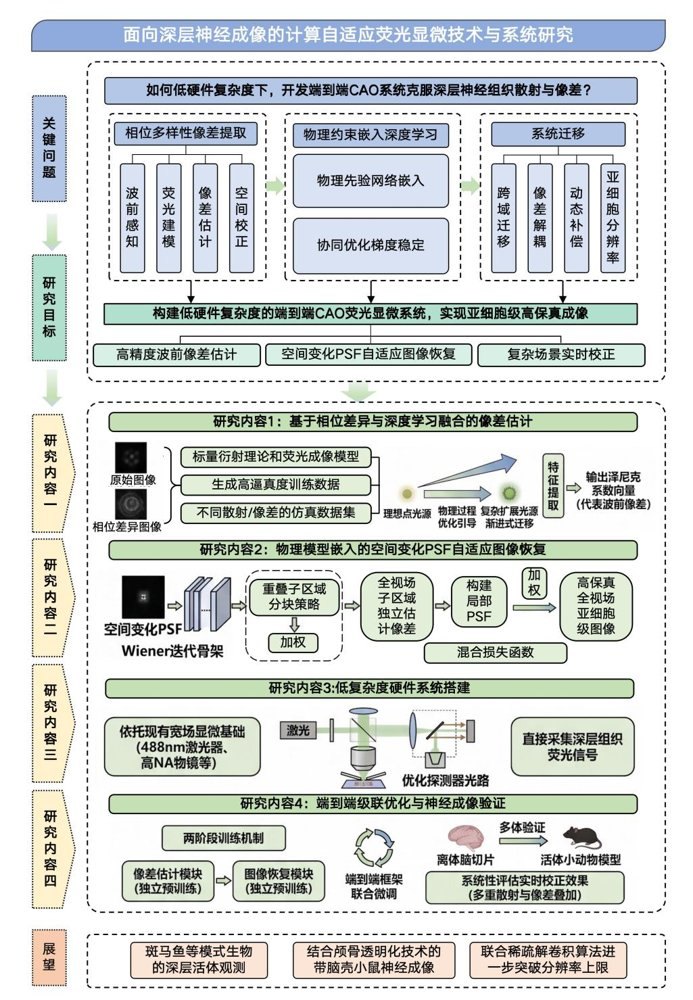 面向深层神经成像的计算自适应荧光显微技术与系统研究
关键问题
如何低硬件复杂度下，开发端到端CAO系统克服深层神经组织散射与像差？
相位多样性像差提取
波前感知
荧光建模
像差估计
空间校正
物理约束嵌入深度学习
物理先验网络嵌入
协同优化梯度稳定
系统迁移
跨域迁移
像差解耦
动态补偿
亚细胞分辨率
研究目标
构建低硬件复杂度的端到端CAO荧光显微系统，实现亚细胞级高保真成像
高精度波前像差估计
空间变化PSF自适应图像恢复
复杂场景实时校正
研究内容一
研究内容1：基于相位差异与深度学习融合的像差估计
原始图像
相位差异图像
标量衍射理论和荧光成像模型
生成高逼真度训练数据
不同散射/像差的仿真数据集
理想点光源
物理过程
优化引导
复杂扩展光源
渐进式迁移
特征提取
输出泽尼克
系数向量
(代表波前像差)
研究内容二
研究内容2：物理模型嵌入的空间变化PSF自适应图像恢复
空间变化PSF
Wiener迭代骨架
重叠子区域
分块策略
加权
全视场
子区域
独立估
计像差
构建
局部
PSF
加权
高保真
全视场
亚细胞
级图像
混合损失函数
研究内容三
研究内容3:低复杂度硬件系统搭建
依托现有宽场显微基础
(488nm激光器、
高NA物镜等)
激光
优化探测器光路
直接采集深层组织
荧光信号
研究内容四
研究内容4：端到端级联优化与神经成像验证
两阶段训练机制
像差估计模块
(独立预训练)
图像恢复模块
(独立预训练)
端到端框架
联合微调
多体验证
离体脑切片
活体小动物模型
系统性评估实时校正效果
(多重散射与像差叠加)
展望
斑马鱼等模式生物
的深层活体观测
结合颅骨透明化技术的
带脑壳小鼠神经成像
联合稀疏解卷积算法进
一步突破分辨率上限